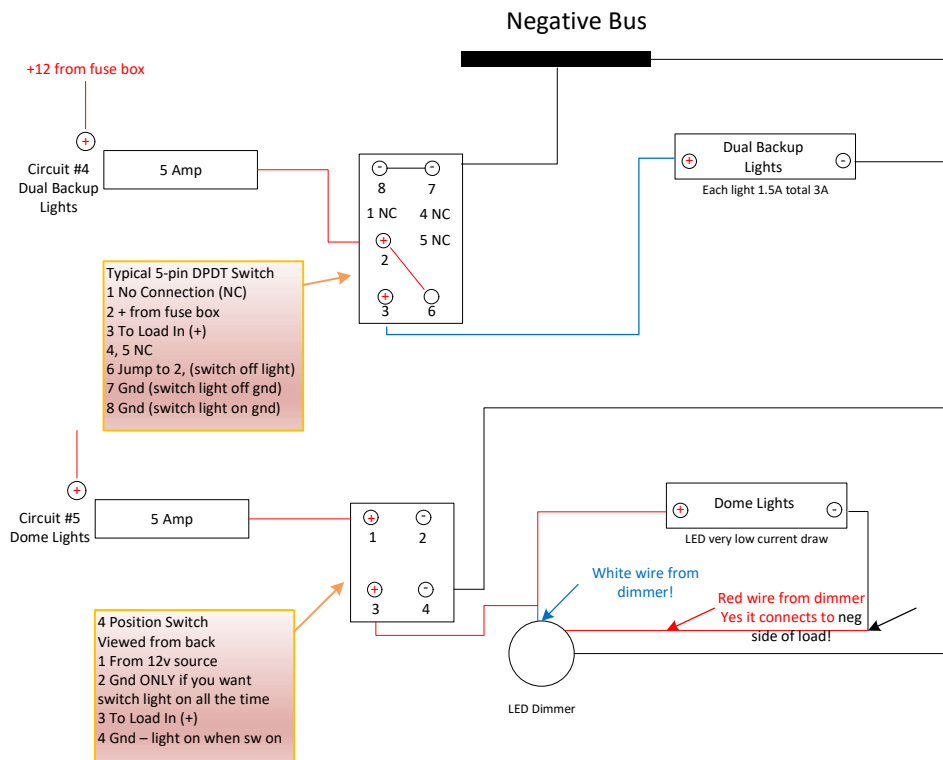 Negative Bus
+12 from fuse box
+
Circuit #4
Dual Backup
Lights
5 Amp
- -
8 7
1 NC 4 NC
+ 5 NC
2
+
3 6
+ Dual Backup -
Lights
Each light 1.5A total 3A
Typical 5-pin DPDT Switch
1 No Connection (NC)
2 + from fuse box
3 To Load In (+)
4, 5 NC
6 Jump to 2, (switch off light)
7 Gnd (switch light off gnd)
8 Gnd (switch light on gnd)
+
Circuit #5
Dome Lights
5 Amp
+ -
1 2
+ -
3 4
+ Dome Lights -
LED very low current draw
White wire from
dimmer!
Red wire from dimmer
Yes it connects to neg
side of load!
LED Dimmer
4 Position Switch
Viewed from back
1 From 12v source
2 Gnd ONLY if you want
switch light on all the time
3 To Load In (+)
4 Gnd – light on when sw on